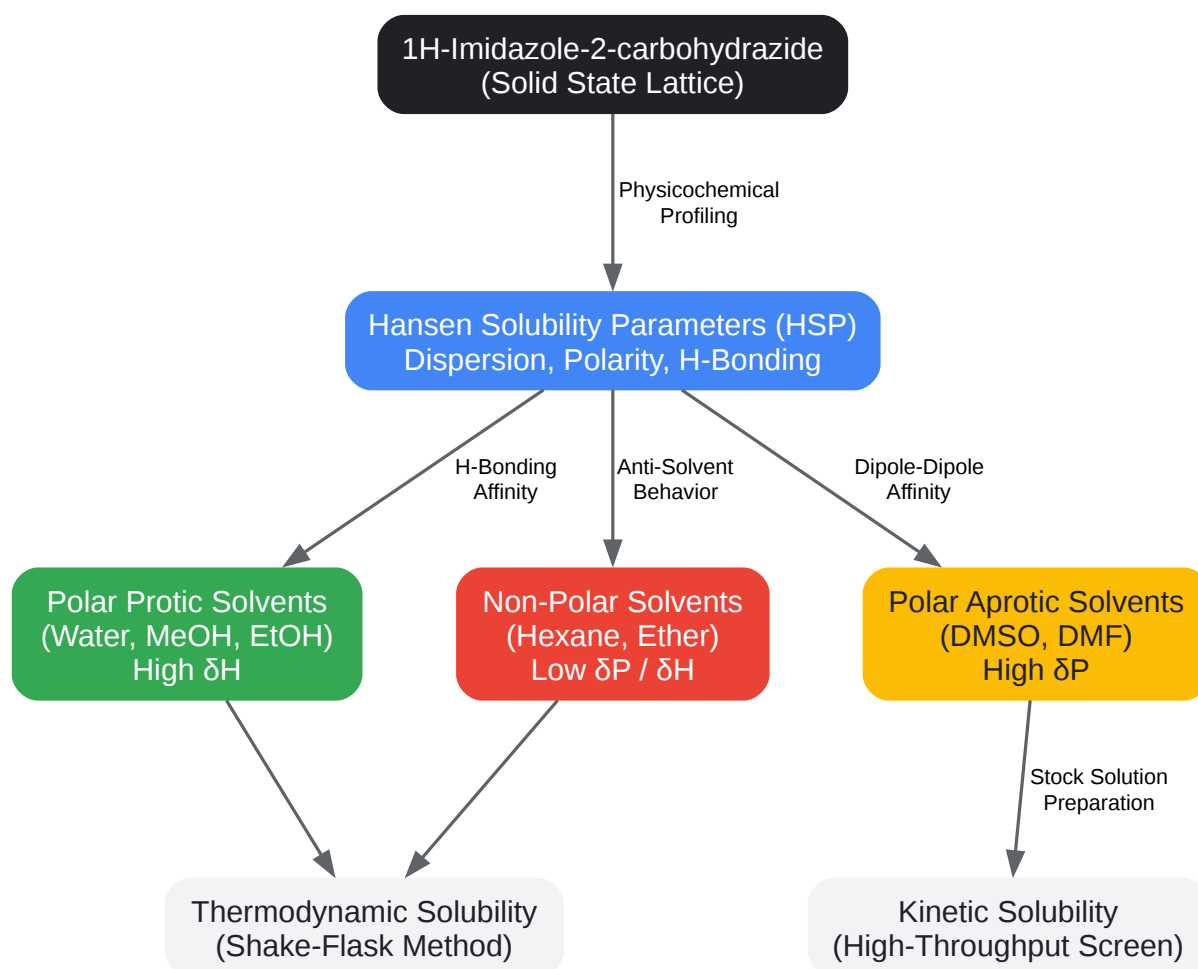 1H-Imidazole-2-carbohydrazide
(Solid State Lattice)
Physicochemical
Profiling
Hansen Solubility Parameters (HSP)
Dispersion, Polarity, H-Bonding
H-Bonding
Affinity
Anti-Solvent
Behavior
Dipole-Dipole
Affinity
Polar Protic Solvents
(Water, MeOH, EtOH)
High δH
Non-Polar Solvents
(Hexane, Ether)
Low δP / δH
Polar Aprotic Solvents
(DMSO, DMF)
High δP
Stock Solution
Preparation
Thermodynamic Solubility
(Shake-Flask Method)
Kinetic Solubility
(High-Throughput Screen)